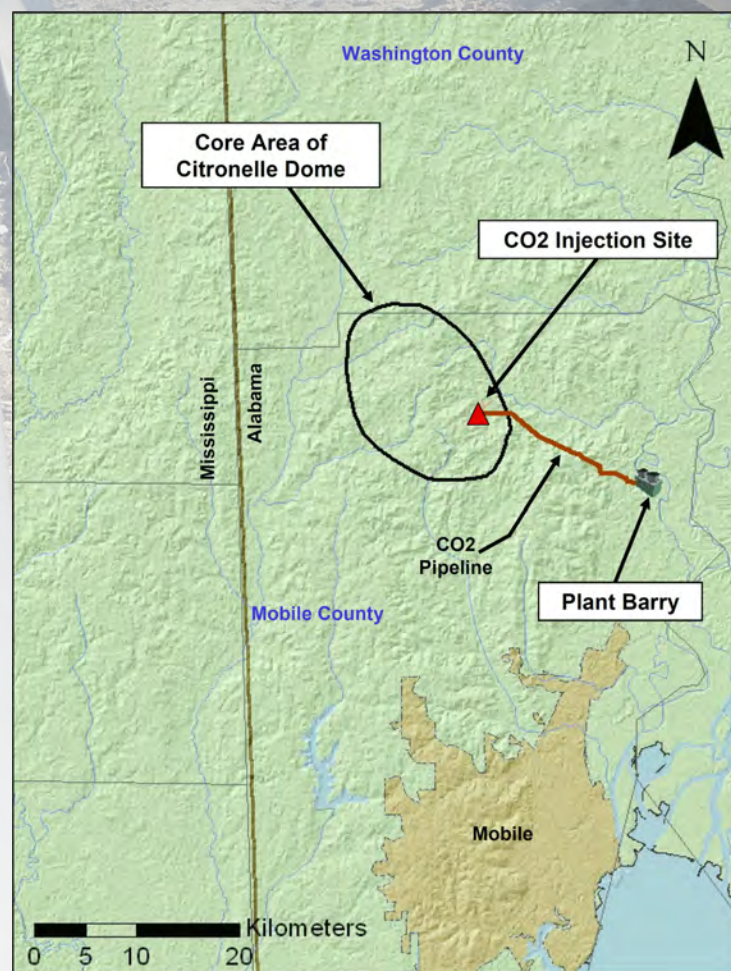 Washington County
N
Core Area of
Citronelle Dome
CO2 Injection Site
Mississippi
Alabama
CO2
Pipeline
Plant Barry
Mobile County
Mobile
Kilometers
0 5 10 20